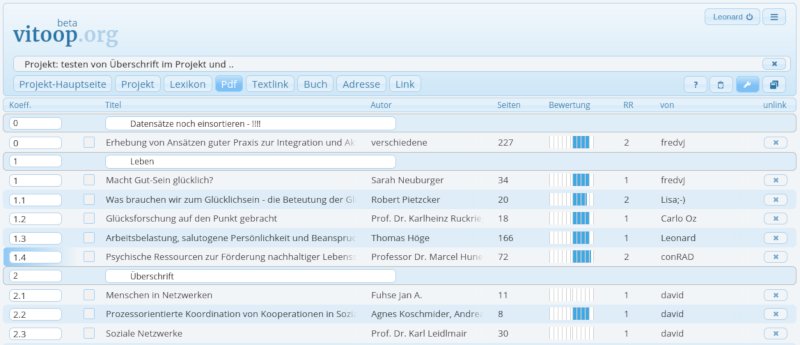 beta
vitoop.org
Leonard
Projekt: testen von Überschrift im Projekt und ..
Projekt-Hauptseite Projekt Lexikon Pdf Textlink Buch Adresse Link ?
Koeff. Titel Autor Seiten Bewertung RR von unlink
0 Datensätze noch einsortieren - !!!!
0 Erhebung von Ansätzen guter Praxis zur Integration und Ak verschiedene 227 2 fredvj
1 Leben
1 Macht Gut-Sein glücklich? Sarah Neuburger 34 1 fredvj
1.1 Was brauchen wir zum Glücklichsein - die Beteutung der Gl Robert Pietzcker 20 2 Lisa;-)
1.2 Glücksforschung auf den Punkt gebracht Prof. Dr. Karlheinz Ruckrie 18 1 Carlo Oz
1.3 Arbeitsbelastung, salutogene Persönlichkeit und Beanspruc Thomas Höge 166 1 Leonard
1.4 Psychische Ressourcen zur Förderung nachhaltiger Lebenss Professor Dr. Marcel Hune 72 2 conRAD
2 Überschrift
2.1 Menschen in Netzwerken Fuhse Jan A. 11 1 david
2.2 Prozessorientierte Koordination von Kooperationen in Sozia Agnes Koschmider, Andrea 8 1 david
2.3 Soziale Netzwerke Prof. Dr. Karl Leidlmair 30 1 david